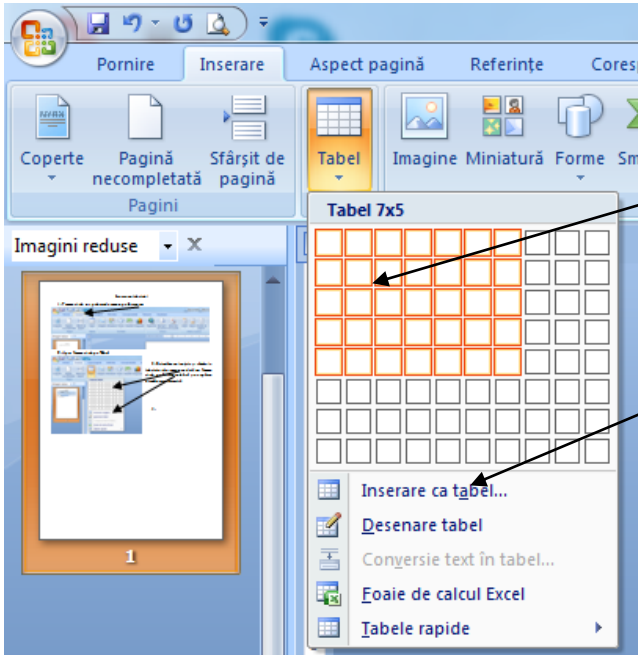 Pornire Inserare Aspect pagină Referințe Cores
Coperte
Pagină necompletată
Sfârșit de pagină
Tabel
Imagine Miniatură Forme Sm
Pagini
Tabel 7x5
Imagini reduse
1
Inserare ca tabel...
Desenare tabel
Conversie text în tabel...
Foaie de calcul Excel
Tabele rapide